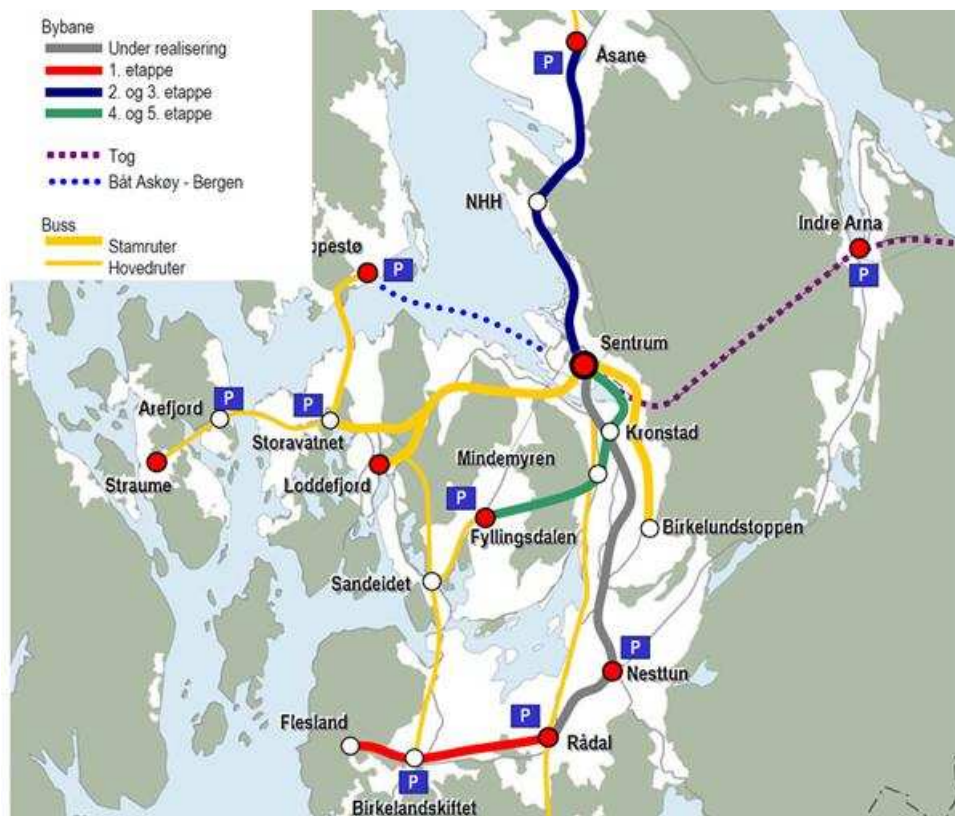 Bybane
Under realisering
1. etappe
2. og 3. etappe
4. og 5. etappe
Tog
Båt Askøy - Bergen
Buss
Stamruter
Hovedruter
P
Åsane
NHH
Indre Arna
P
ppestø
P
Sentrum
Arefjord
P
P
Storavatnet
Kronstad
Straume
Loddefjord
Mindemyren
P
Fyllingsdalen
Birkelundstoppen
Sandeidet
P
Nesttun
Flesland
P
Rådal
P
Birkelandskiftet